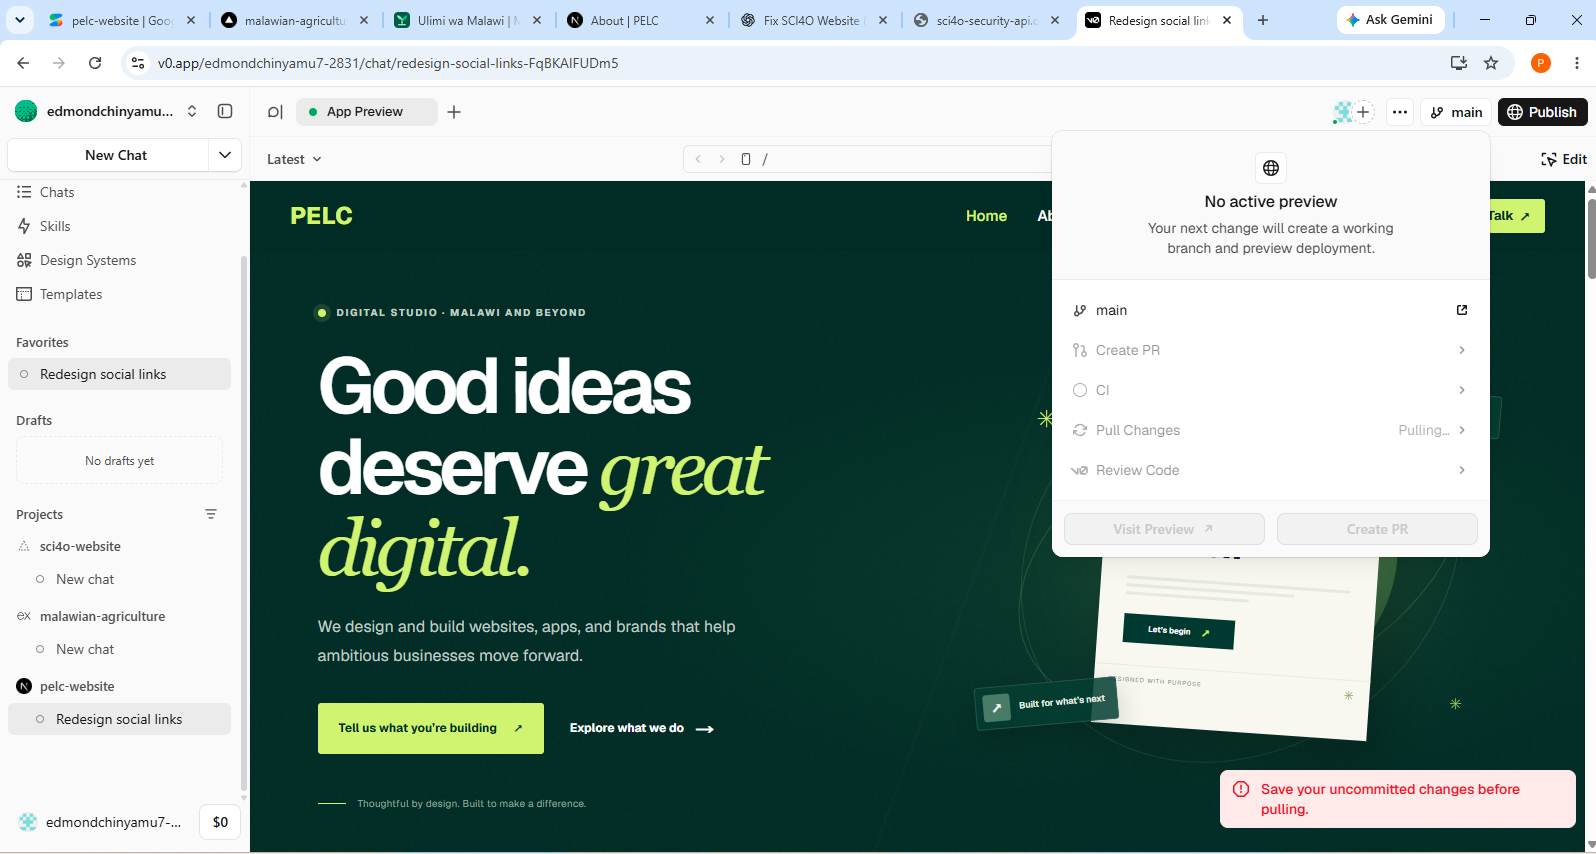 pelc-website | Goo
malawian-agricultu
Ulimi wa Malawi | M
About | PELC
Fix SCI4O Website
sci4o-security-api.c
Redesign social link
Ask Gemini
v0.app/edmondchinyamu7-2831/chat/redesign-social-links-FqBKAlFUDm5
P
edmondchinyamu...
App Preview
main
Publish
New Chat
Latest
/
Edit
Chats
Skills
Design Systems
Templates
Favorites
Redesign social links
Drafts
No drafts yet
Projects
sci4o-website
New chat
malawian-agriculture
New chat
pelc-website
Redesign social links
edmondchinyamu7-...
$0
PELC
Home
Ab
Talk ↗
DIGITAL STUDIO · MALAWI AND BEYOND
Good ideas
deserve great
digital.
We design and build websites, apps, and brands that help
ambitious businesses move forward.
Tell us what you're building ↗
Explore what we do →
Thoughtful by design. Built to make a difference.
No active preview
Your next change will create a working
branch and preview deployment.
main
Create PR
CI
Pull Changes
Pulling...
Review Code
Visit Preview ↗
Create PR
Let's begin ↗
DESIGNED WITH PURPOSE
↗ Built for what's next
Save your uncommitted changes before
pulling.